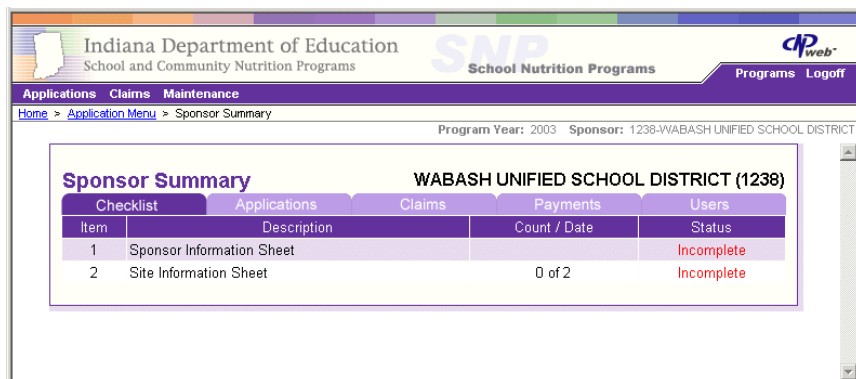 Indiana Department of Education
School and Community Nutrition Programs
SNP
School Nutrition Programs
CNPweb
Programs Logoff
Applications Claims Maintenance
Home > Application Menu > Sponsor Summary
Program Year: 2003 Sponsor: 1238-WABASH UNIFIED SCHOOL DISTRICT
Sponsor Summary WABASH UNIFIED SCHOOL DISTRICT (1238)
Checklist Applications Claims Payments Users
Item Description Count / Date Status
1 Sponsor Information Sheet Incomplete
2 Site Information Sheet 0 of 2 Incomplete